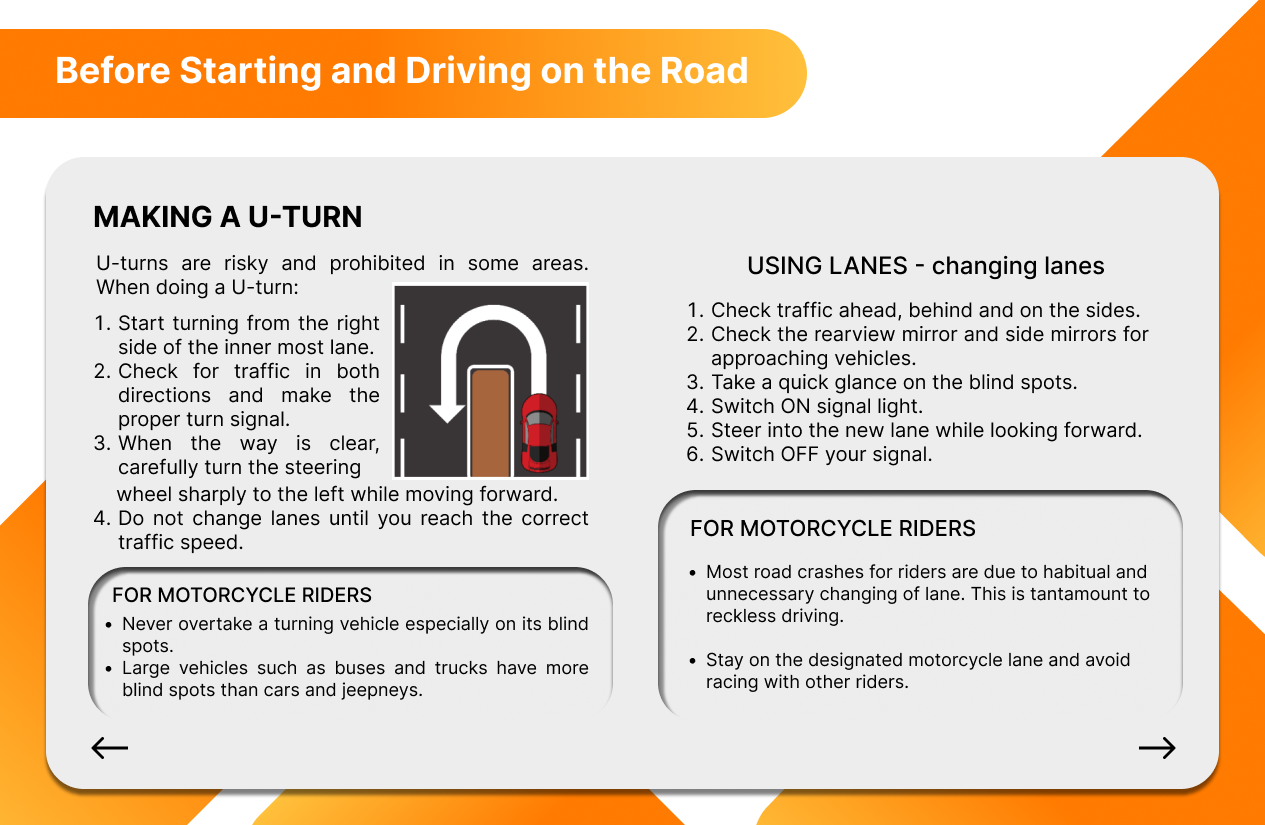 Before Starting and Driving on the Road
MAKING A U-TURN
U-turns are risky and prohibited in some areas.
When doing a U-turn:
1. Start turning from the right
side of the inner most lane.
2. Check for traffic in both
directions and make the
proper turn signal.
3. When the way is clear,
carefully turn the steering
wheel sharply to the left while moving forward.
4. Do not change lanes until you reach the correct
traffic speed.
FOR MOTORCYCLE RIDERS
• Never overtake a turning vehicle especially on its blind
spots.
• Large vehicles such as buses and trucks have more
blind spots than cars and jeepneys.
USING LANES - changing lanes
1. Check traffic ahead, behind and on the sides.
2. Check the rearview mirror and side mirrors for
approaching vehicles.
3. Take a quick glance on the blind spots.
4. Switch ON signal light.
5. Steer into the new lane while looking forward.
6. Switch OFF your signal.
FOR MOTORCYCLE RIDERS
• Most road crashes for riders are due to habitual and
unnecessary changing of lane. This is tantamount to
reckless driving.
• Stay on the designated motorcycle lane and avoid
racing with other riders.